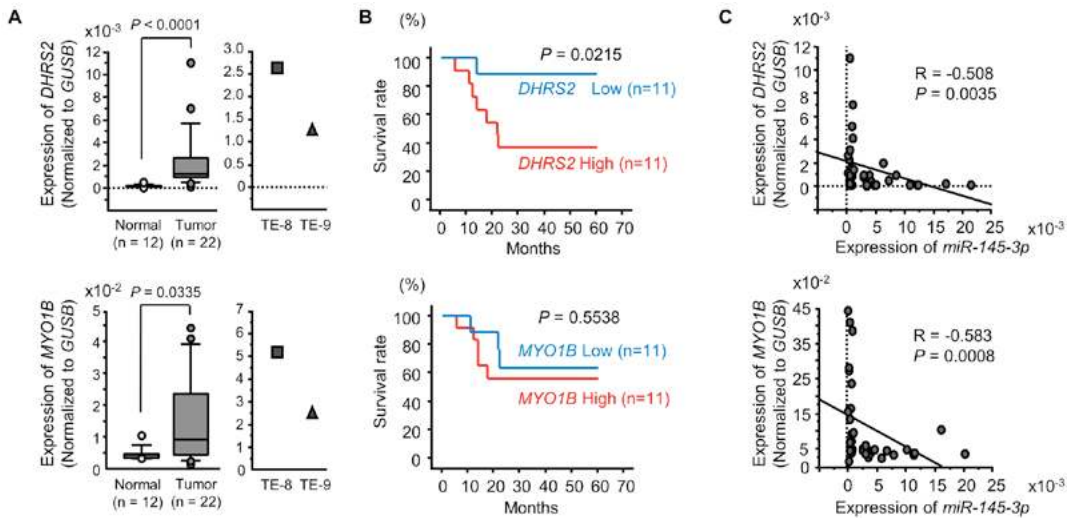 A
x10⁻³
P < 0.0001
Expression of DHRS2
(Normalized to GUSB)
12
10
8
6
4
2
0
Normal
(n = 12)
Tumor
(n = 22)
3.0
2.5
2.0
1.5
1.0
0.5
0
TE-8 TE-9
B
(%)
Survival rate
100
80
60
40
20
0
P = 0.0215
DHRS2 Low (n=11)
DHRS2 High (n=11)
0 10 20 30 40 50 60 70
Months
C
x10⁻³
Expression of DHRS2
(Normalized to GUSB)
12
10
8
6
4
2
0
R = -0.508
P = 0.0035
0 5 10 15 20 25
x10⁻³
Expression of miR-145-3p
x10⁻²
P = 0.0335
Expression of MYO1B
(Normalized to GUSB)
5
4
3
2
1
0
Normal
(n = 12)
Tumor
(n = 22)
7
6
5
4
3
2
1
0
TE-8 TE-9
(%)
Survival rate
100
80
60
40
20
0
P = 0.5538
MYO1B Low (n=11)
MYO1B High (n=11)
0 10 20 30 40 50 60 70
Months
x10⁻²
Expression of MYO1B
(Normalized to GUSB)
45
25
15
5
0
R = -0.583
P = 0.0008
0 5 10 15 20 25
x10⁻³
Expression of miR-145-3p